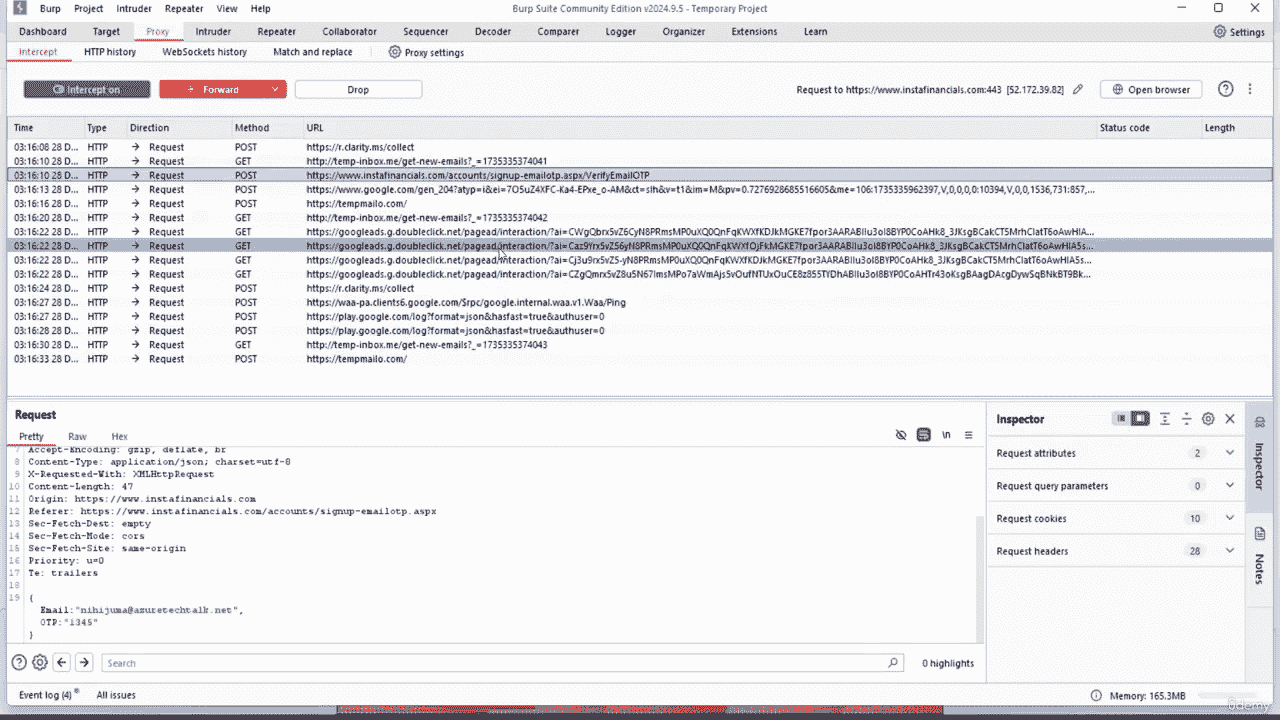 Burp Project Intruder Repeater View Help Burp Suite Community Edition v2024.9.5 - Temporary Project
Dashboard Target Proxy Intruder Repeater Collaborator Sequencer Decoder Comparer Logger Organizer Extensions Learn Settings
Intercept HTTP history WebSockets history Match and replace Proxy settings
Intercept on Forward Drop Request to https://www.instafinancials.com:443 [52.172.39.82] Open browser
Time Type Direction Method URL Status code Length
03:16:08 28 D... HTTP → Request POST https://r.clarity.ms/collect
03:16:10 28 D... HTTP → Request GET http://temp-inbox.me/get-new-emails?_=1735335374041
03:16:10 28 D... HTTP → Request POST https://www.instafinancials.com/accounts/signup-emailotp.aspx/VerifyEmailOTP
03:16:13 28 D... HTTP → Request POST
03:16:16 28 D... HTTP → Request POST https://tempmailo.com/
03:16:20 28 D... HTTP → Request GET http://temp-inbox.me/get-new-emails?_=1735335374042
03:16:22 28 D... HTTP → Request GET
03:16:22 28 D... HTTP → Request GET
03:16:22 28 D... HTTP → Request GET
03:16:22 28 D... HTTP → Request GET
03:16:24 28 D... HTTP → Request POST https://r.clarity.ms/collect
03:16:27 28 D... HTTP → Request POST https://waa-pa.clients6.google.com/$rpc/google.internal.waa.v1.Waa/Ping
03:16:27 28 D... HTTP → Request POST https://play.google.com/log?format=json&hasfast=true&authuser=0
03:16:28 28 D... HTTP → Request POST https://play.google.com/log?format=json&hasfast=true&authuser=0
03:16:30 28 D... HTTP → Request GET http://temp-inbox.me/get-new-emails?_=1735335374043
03:16:33 28 D... HTTP → Request POST https://tempmailo.com/
Request
Pretty Raw Hex \n
7 Accept-Encoding: gzip, deflate, br
8 Content-Type: application/json; charset=utf-8
9 X-Requested-With: XMLHttpRequest
10 Content-Length: 47
11 Origin: https://www.instafinancials.com
12 Referer: https://www.instafinancials.com/accounts/signup-emailotp.aspx
13 Sec-Fetch-Dest: empty
14 Sec-Fetch-Mode: cors
15 Sec-Fetch-Site: same-origin
16 Priority: u=0
17 Te: trailers
18
19 {
Email:"nihijuma@azuretechtalk.net",
OTP:"1345"
}
Search 0 highlights
Inspector
Request attributes 2
Request query parameters 0
Request cookies 10
Request headers 28
Inspector
Notes
Event log (4) All issues Memory: 165.3MB
udemy